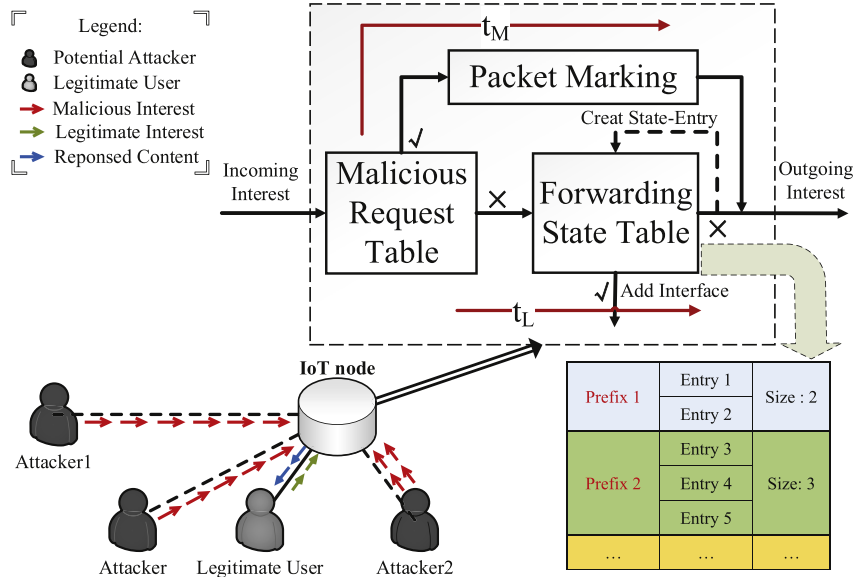 Legend:
Potential Attacker
Legitimate User
Malicious Interest
Legitimate Interest
Reponsed Content
tM
Packet Marking
Creat State-Entry
Incoming
Interest
Malicious
Request
Table
Forwarding
State Table
Outgoing
Interest
Add Interface
tL
IoT node
Attacker1
Attacker
Legitimate User
Attacker2
Prefix 1
Entry 1
Entry 2
Size : 2
Prefix 2
Entry 3
Entry 4
Entry 5
Size: 3
... ... ...